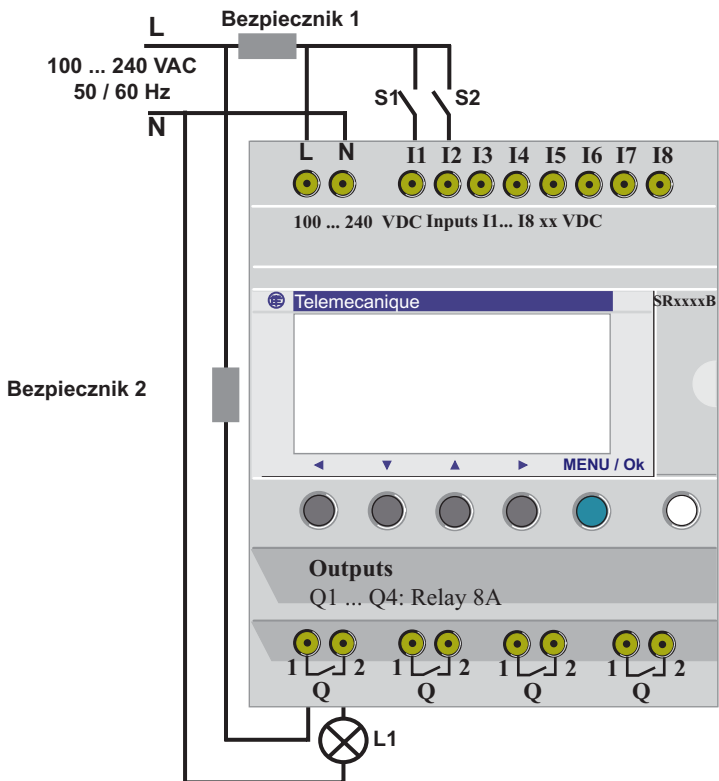 L
Bezpiecznik 1
100 ... 240 VAC
50 / 60 Hz
N
S1
S2
L N I1 I2 I3 I4 I5 I6 I7 I8
100 ... 240 VDC Inputs I1... I8 xx VDC
Telemecanique
SRxxxxB
Bezpiecznik 2
MENU / Ok
Outputs
Q1 ... Q4: Relay 8A
1 2 1 2 1 2 1 2
Q Q Q Q
L1